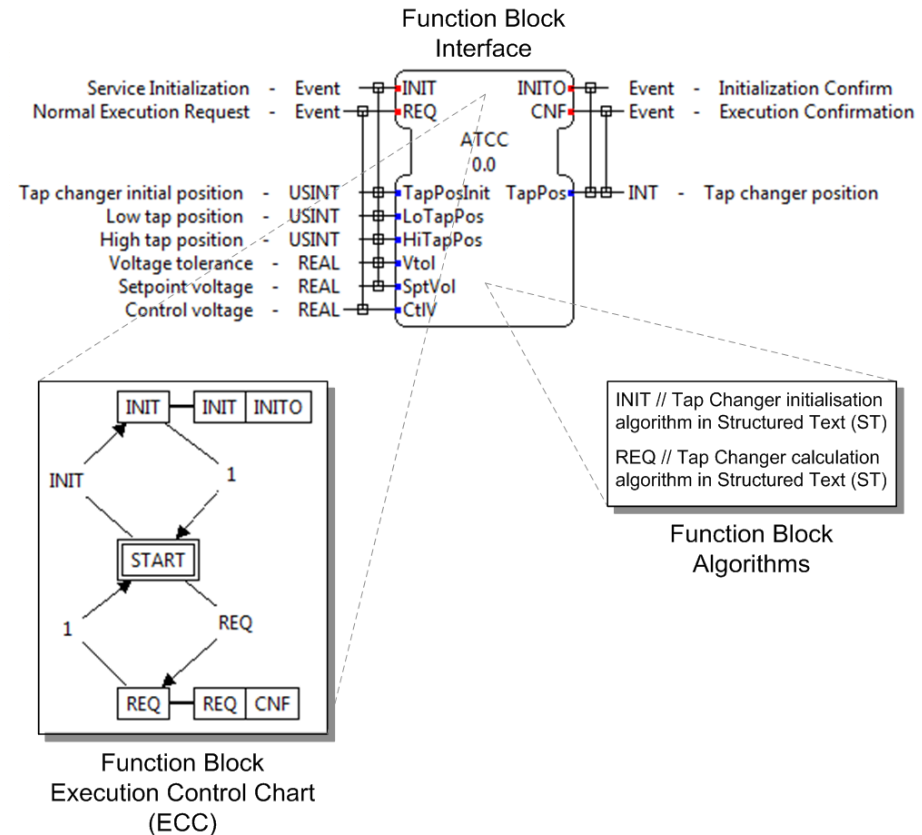 Function Block
Interface
Service Initialization - Event INIT INITO Event - Initialization Confirm
Normal Execution Request - Event REQ CNF Event - Execution Confirmation
ATCC
0.0
Tap changer initial position - USINT TapPosInit TapPos INT - Tap changer position
Low tap position - USINT LoTapPos
High tap position - USINT HiTapPos
Voltage tolerance - REAL Vtol
Setpoint voltage - REAL SptVol
Control voltage - REAL CtlV
INIT INIT INITO
INIT 1
START
1 REQ
REQ REQ CNF
Function Block
Execution Control Chart
(ECC)
INIT // Tap Changer initialisation
algorithm in Structured Text (ST)
REQ // Tap Changer calculation
algorithm in Structured Text (ST)
Function Block
Algorithms